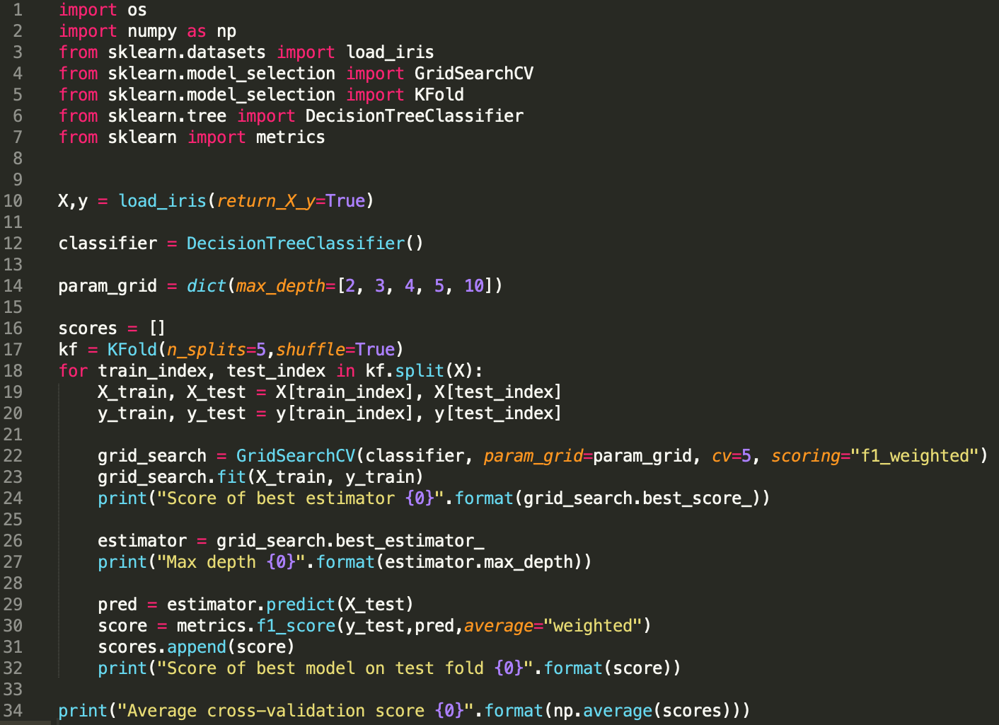 1 import os
2 import numpy as np
3 from sklearn.datasets import load_iris
4 from sklearn.model_selection import GridSearchCV
5 from sklearn.model_selection import KFold
6 from sklearn.tree import DecisionTreeClassifier
7 from sklearn import metrics
8
9
10 X,y = load_iris(return_X_y=True)
11
12 classifier = DecisionTreeClassifier()
13
14 param_grid = dict(max_depth=[2, 3, 4, 5, 10])
15
16 scores = []
17 kf = KFold(n_splits=5,shuffle=True)
18 for train_index, test_index in kf.split(X):
19     X_train, X_test = X[train_index], X[test_index]
20     y_train, y_test = y[train_index], y[test_index]
21
22     grid_search = GridSearchCV(classifier, param_grid=param_grid, cv=5, scoring="f1_weighted")
23     grid_search.fit(X_train, y_train)
24     print("Score of best estimator {0}".format(grid_search.best_score_))
25
26     estimator = grid_search.best_estimator_
27     print("Max depth {0}".format(estimator.max_depth))
28
29     pred = estimator.predict(X_test)
30     score = metrics.f1_score(y_test,pred,average="weighted")
31     scores.append(score)
32     print("Score of best model on test fold {0}".format(score))
33
34 print("Average cross-validation score {0}".format(np.average(scores)))